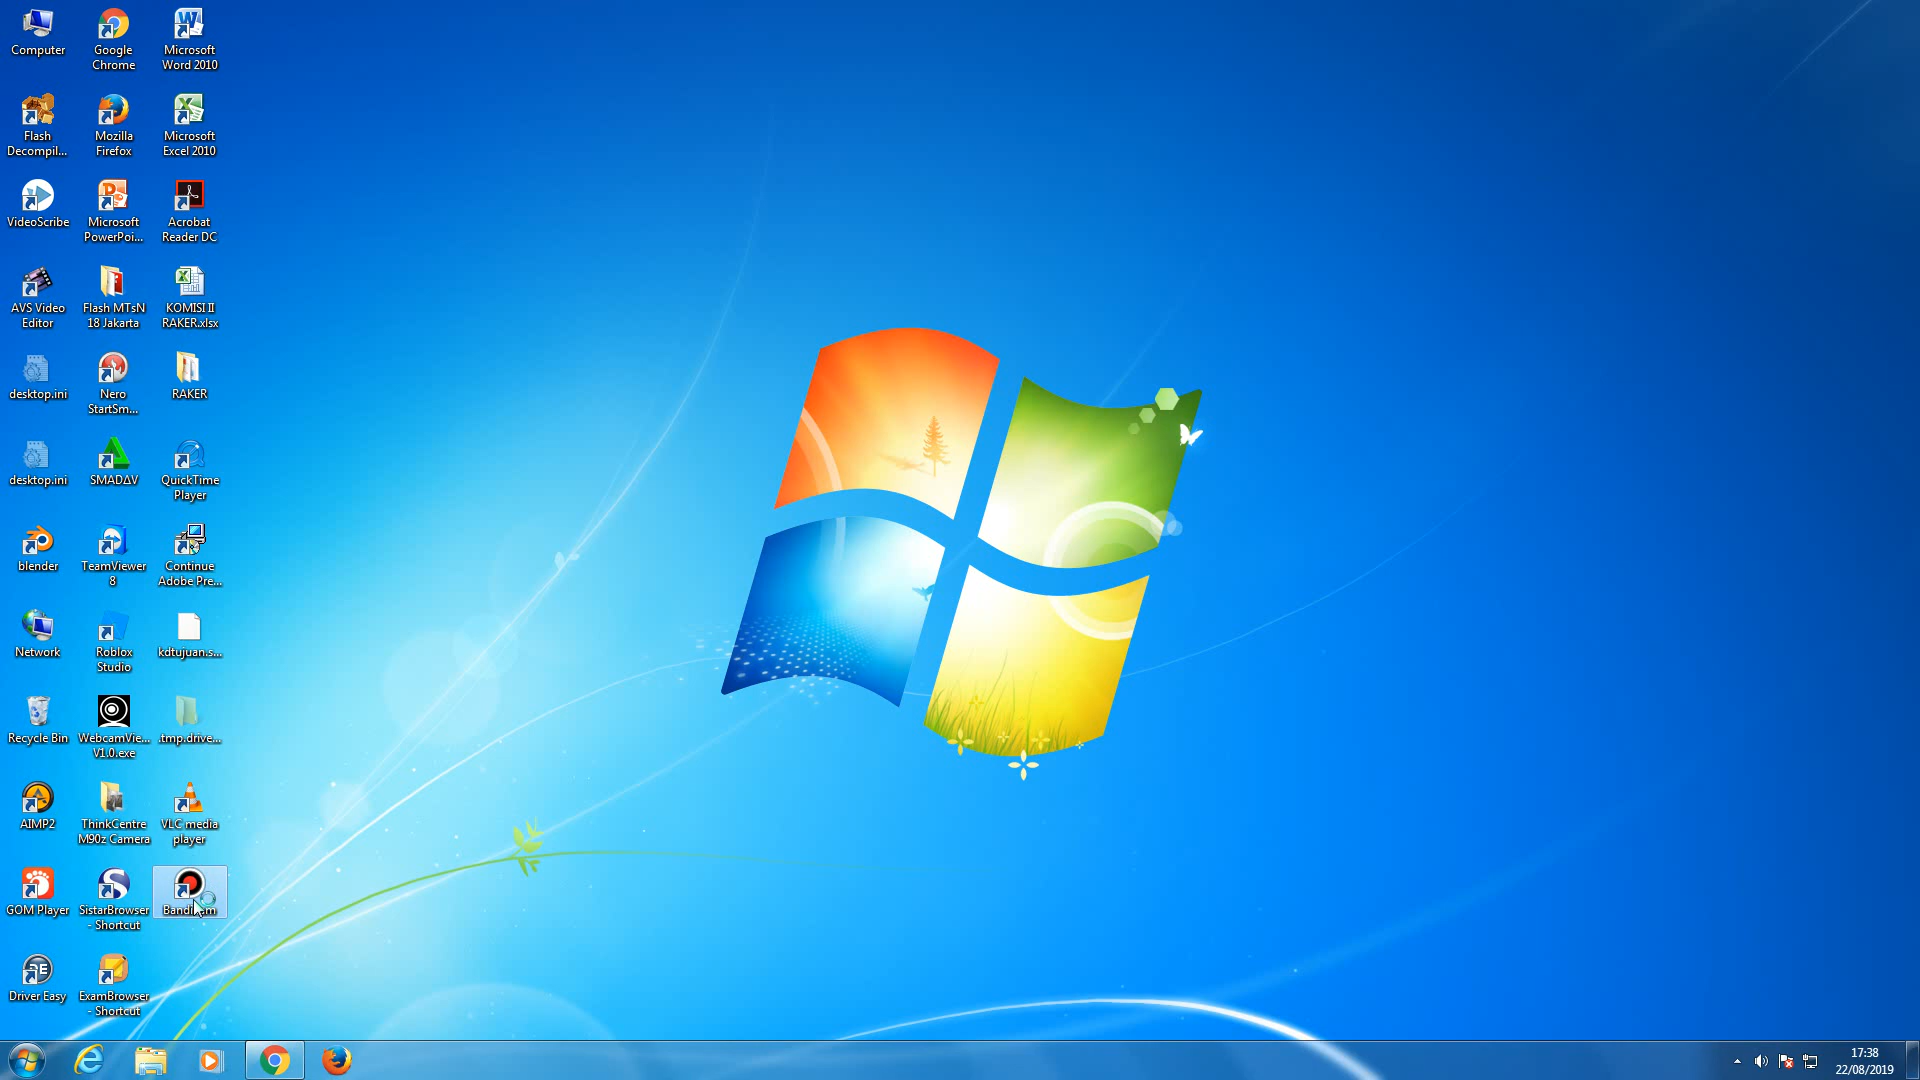 Computer
Google
Chrome
Microsoft
Word 2010
Flash
Decompil...
Mozilla
Firefox
Microsoft
Excel 2010
VideoScribe
Microsoft
PowerPoi...
Acrobat
Reader DC
AVS Video
Editor
Flash MTsN
18 Jakarta
KOMISI II
RAKER.xlsx
desktop.ini
Nero
StartSm...
RAKER
desktop.ini
SMADΔV
QuickTime
Player
blender
TeamViewer
8
Continue
Adobe Pre...
Network
Roblox
Studio
kdtujuan.s...
Recycle Bin
WebcamVie...
V1.0.exe
.tmp.drive...
AIMP2
ThinkCentre
M90z Camera
VLC media
player
GOM Player
SistarBrowser
- Shortcut
Driver Easy
ExamBrowser
- Shortcut
17:38
22/08/2019